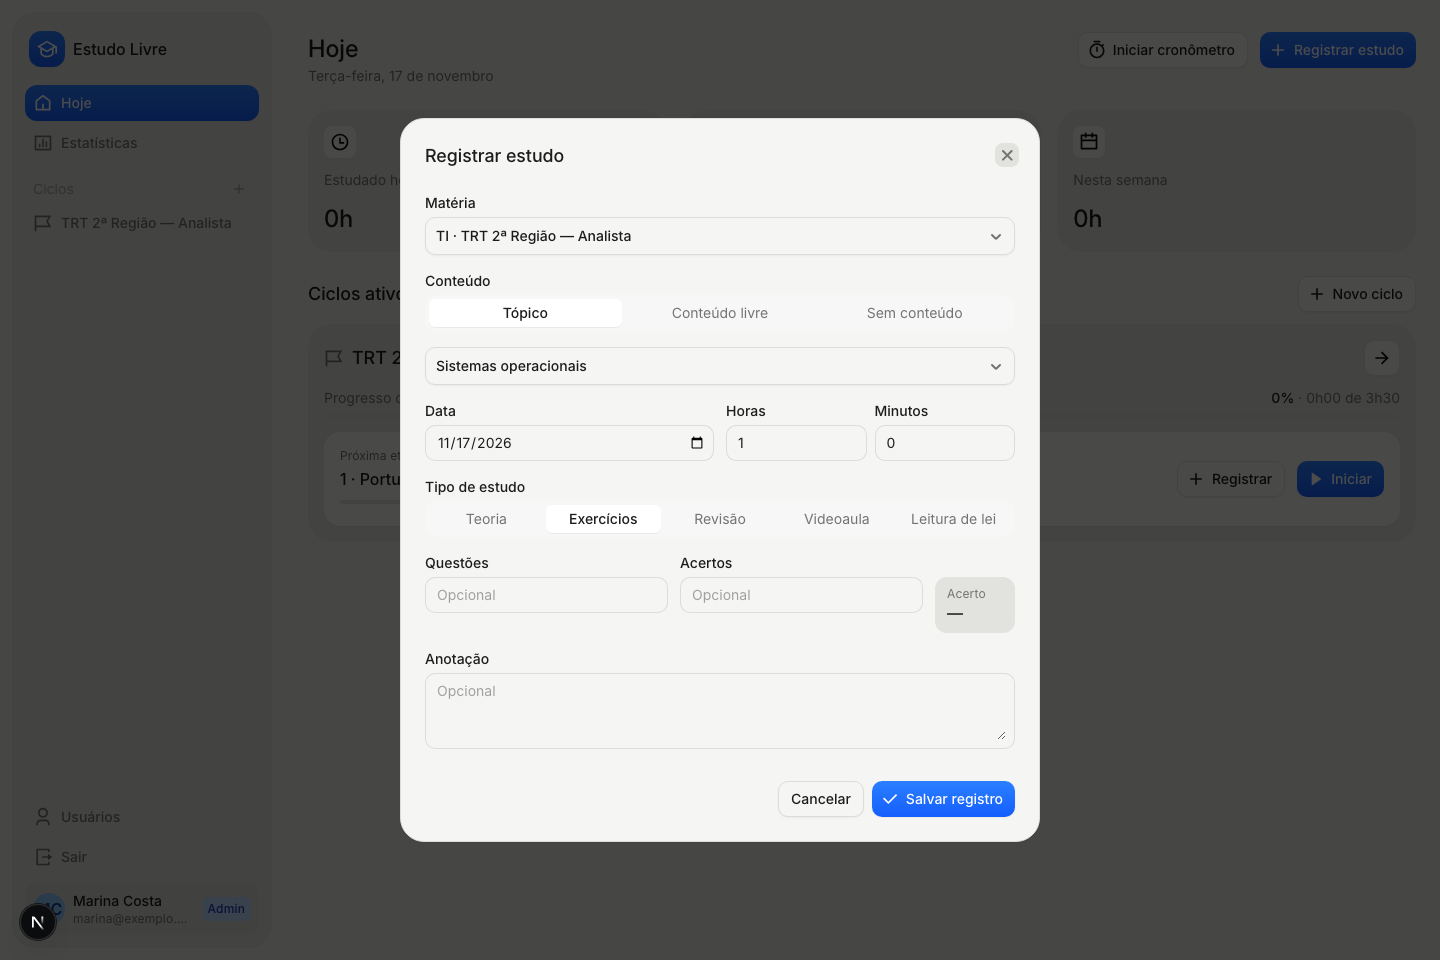 Estudo Livre
Hoje
Estatísticas
Ciclos
TRT 2ª Região — Analista
Usuários
Sair
Marina Costa
marina@exemplo....
Admin
N
Hoje
Terça-feira, 17 de novembro
Iniciar cronômetro
Registrar estudo
Estudado h
0h
Nesta semana
0h
Ciclos ativo
Novo ciclo
TRT 2
Progresso
0% · 0h00 de 3h30
Próxima et
1 · Portu
Registrar
Iniciar
Registrar estudo
Matéria
TI · TRT 2ª Região — Analista
Conteúdo
Tópico
Conteúdo livre
Sem conteúdo
Sistemas operacionais
Data
Horas
Minutos
11/17/2026
1
0
Tipo de estudo
Teoria
Exercícios
Revisão
Videoaula
Leitura de lei
Questões
Acertos
Opcional
Opcional
Acerto
—
Anotação
Opcional
Cancelar
Salvar registro